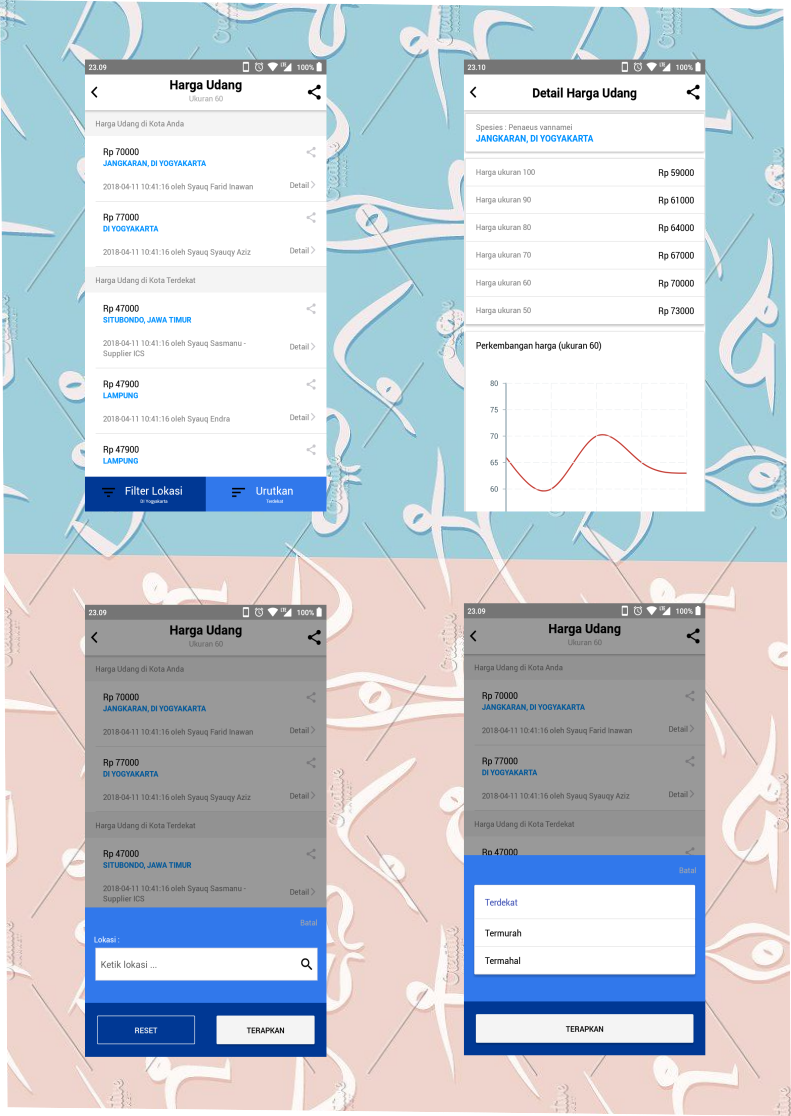 23.09
100%
Harga Udang
Ukuran 60
Harga Udang di Kota Anda
Rp 70000
JANGKARAN, DI YOGYAKARTA
2018-04-11 10:41:16 oleh Syauq Farid Inawan
Detail
Rp 77000
DI YOGYAKARTA
2018-04-11 10:41:16 oleh Syauq Syauqy Aziz
Detail
Harga Udang di Kota Terdekat
Rp 47000
SITUBONDO, JAWA TIMUR
2018-04-11 10:41:16 oleh Syauq Sasmanu -
Supplier ICS
Detail
Rp 47900
LAMPUNG
2018-04-11 10:41:16 oleh Syauq Endra
Detail
Rp 47900
LAMPUNG
Filter Lokasi
Di Yogyakarta
Urutkan
Terdekat
23.10
100%
Detail Harga Udang
Spesies : Penaeus vannamei
JANGKARAN, DI YOGYAKARTA
Harga ukuran 100 Rp 59000
Harga ukuran 90 Rp 61000
Harga ukuran 80 Rp 64000
Harga ukuran 70 Rp 67000
Harga ukuran 60 Rp 70000
Harga ukuran 50 Rp 73000
Perkembangan harga (ukuran 60)
80
75
70
65
60
23.09
100%
Harga Udang
Ukuran 60
Harga Udang di Kota Anda
Rp 70000
JANGKARAN, DI YOGYAKARTA
2018-04-11 10:41:16 oleh Syauq Farid Inawan
Detail
Rp 77000
DI YOGYAKARTA
2018-04-11 10:41:16 oleh Syauq Syauqy Aziz
Detail
Harga Udang di Kota Terdekat
Rp 47000
SITUBONDO, JAWA TIMUR
2018-04-11 10:41:16 oleh Syauq Sasmanu -
Supplier ICS
Detail
Batal
Lokasi :
Ketik lokasi ...
RESET
TERAPKAN
23.09
100%
Harga Udang
Ukuran 60
Harga Udang di Kota Anda
Rp 70000
JANGKARAN, DI YOGYAKARTA
2018-04-11 10:41:16 oleh Syauq Farid Inawan
Detail
Rp 77000
DI YOGYAKARTA
2018-04-11 10:41:16 oleh Syauq Syauqy Aziz
Detail
Harga Udang di Kota Terdekat
Rp 47000
Batal
Terdekat
Termurah
Termahal
TERAPKAN